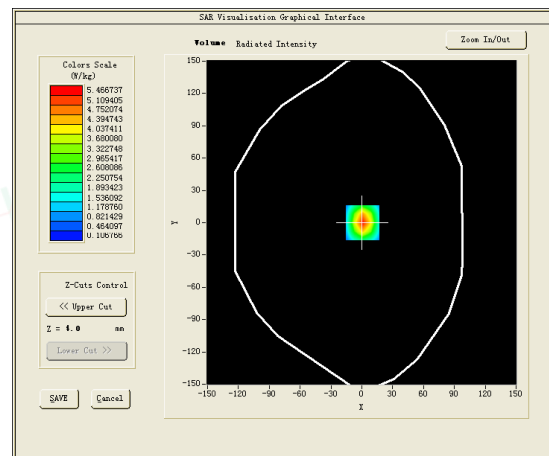 SAR Visualisation Graphical Interface
Volume Radiated Intensity
Zoom In/Out
Colors Scale
(W/kg)
5.466737
5.109405
4.752074
4.394743
4.037411
3.680080
3.322748
2.965417
2.608086
2.250754
1.893423
1.536092
1.178760
0.821429
0.464097
0.106766
Z-Cuts Control
<< Upper Cut
Z = 4.0 mm
Lower Cut >>
SAVE Cancel
150
120
90
60
30
0
-30
-60
-90
-120
-150
Y
-150 -120 -90 -60 -30 0 30 60 90 120 150
X